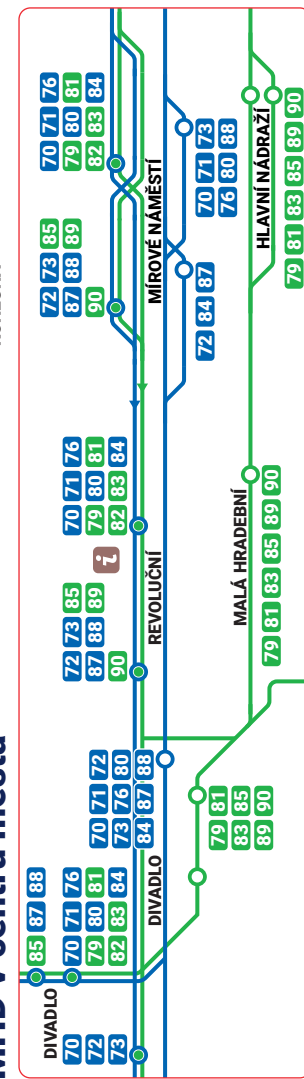 MHD v centru města
DIVADLO
85 87 88
70 71 76
79 80 81
82 83 84
70
72
73
DIVADLO
70 71 72
73 76 80
84 87 88
79 81
83 85
89 90
72 73 85
87 88 89
90
i
70 71 76
79 80 81
82 83 84
REVOLUČNÍ
72 73 85
87 88 89
90
70 71 76
79 80 81
82 83 84
MÍROVÉ NÁMĚSTÍ
72 84 87
70 71 73
76 80 88
MALÁ HRADEBNÍ
79 81 83 85 89 90
HLAVNÍ NÁDRAŽÍ
79 81 83 85 89 90